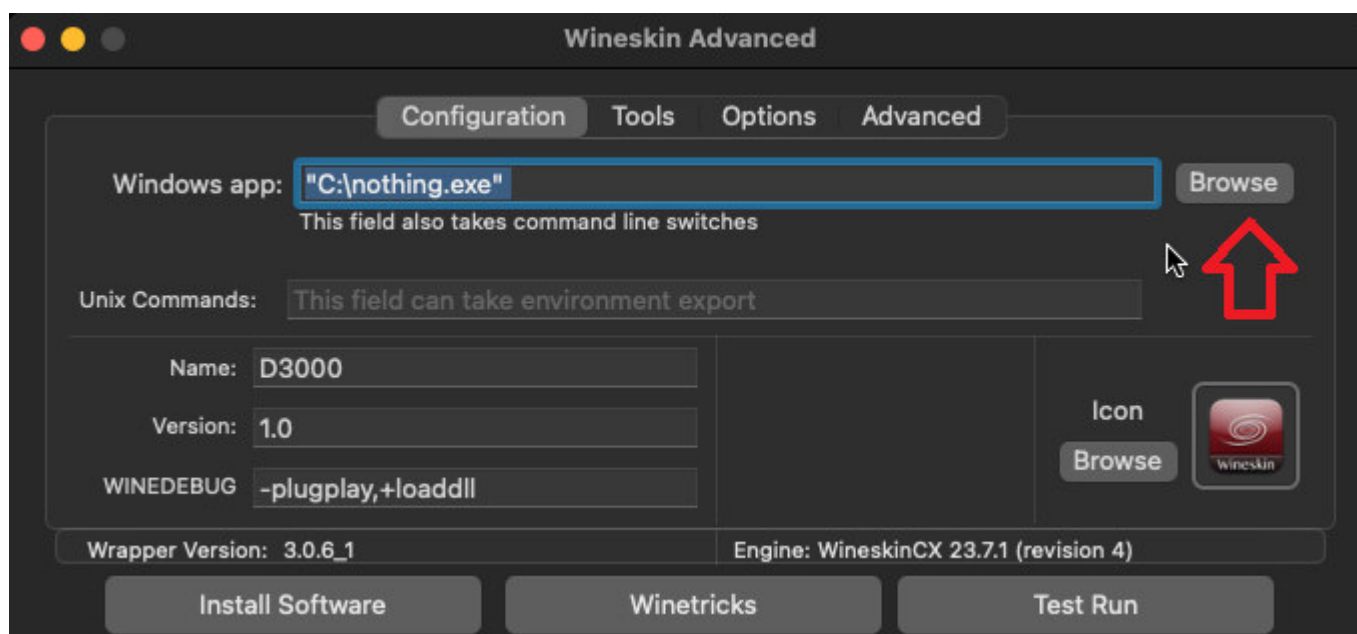 Wineskin Advanced
Configuration Tools Options Advanced
Windows app: "C:\nothing.exe" Browse
This field also takes command line switches
Unix Commands: This field can take environment export
Name: D3000
Version: 1.0
Icon
Browse
wineskin
WINEDEBUG -plugplay,+loaddll
Wrapper Version: 3.0.6_1 Engine: WineskinCX 23.7.1 (revision 4)
Install Software Winetricks Test Run